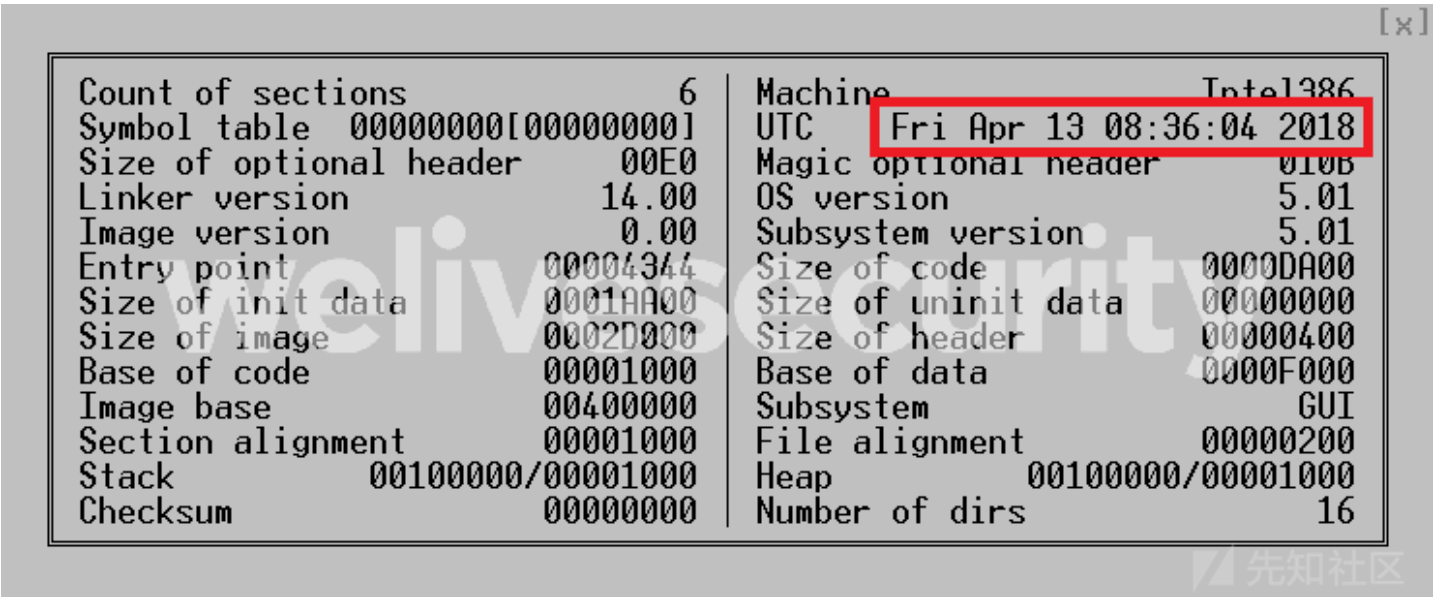 [x]
Count of sections 6 Machine Intel386
Symbol table 00000000[00000000] UTC Fri Apr 13 08:36:04 2018
Size of optional header 00E0 Magic optional header 010B
Linker version 14.00 OS version 5.01
Image version 0.00 Subsystem version 5.01
Entry point 00004344 Size of code 0000DA00
Size of init data 0001AA00 Size of uninit data 00000000
Size of image 0002D000 Size of header 00000400
Base of code 00001000 Base of data 0000F000
Image base 00400000 Subsystem GUI
Section alignment 00001000 File alignment 00000200
Stack 00100000/00001000 Heap 00100000/00001000
Checksum 00000000 Number of dirs 16
welivesecurity
先知社区